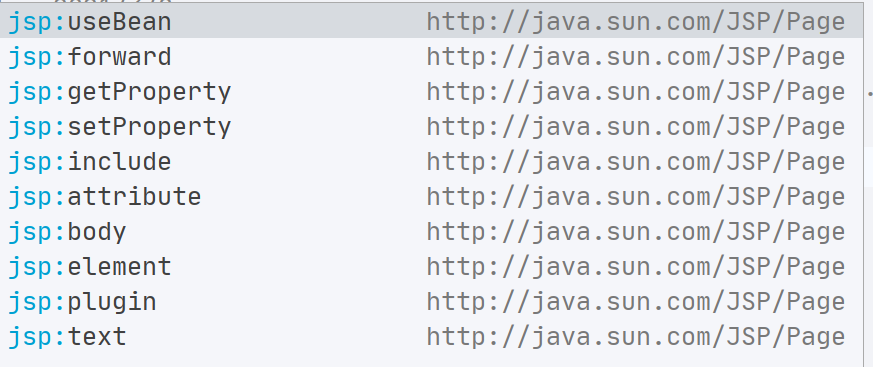 jsp:useBean http://java.sun.com/JSP/Page
jsp:forward http://java.sun.com/JSP/Page
jsp:getProperty http://java.sun.com/JSP/Page
jsp:setProperty http://java.sun.com/JSP/Page
jsp:include http://java.sun.com/JSP/Page
jsp:attribute http://java.sun.com/JSP/Page
jsp:body http://java.sun.com/JSP/Page
jsp:element http://java.sun.com/JSP/Page
jsp:plugin http://java.sun.com/JSP/Page
jsp:text http://java.sun.com/JSP/Page